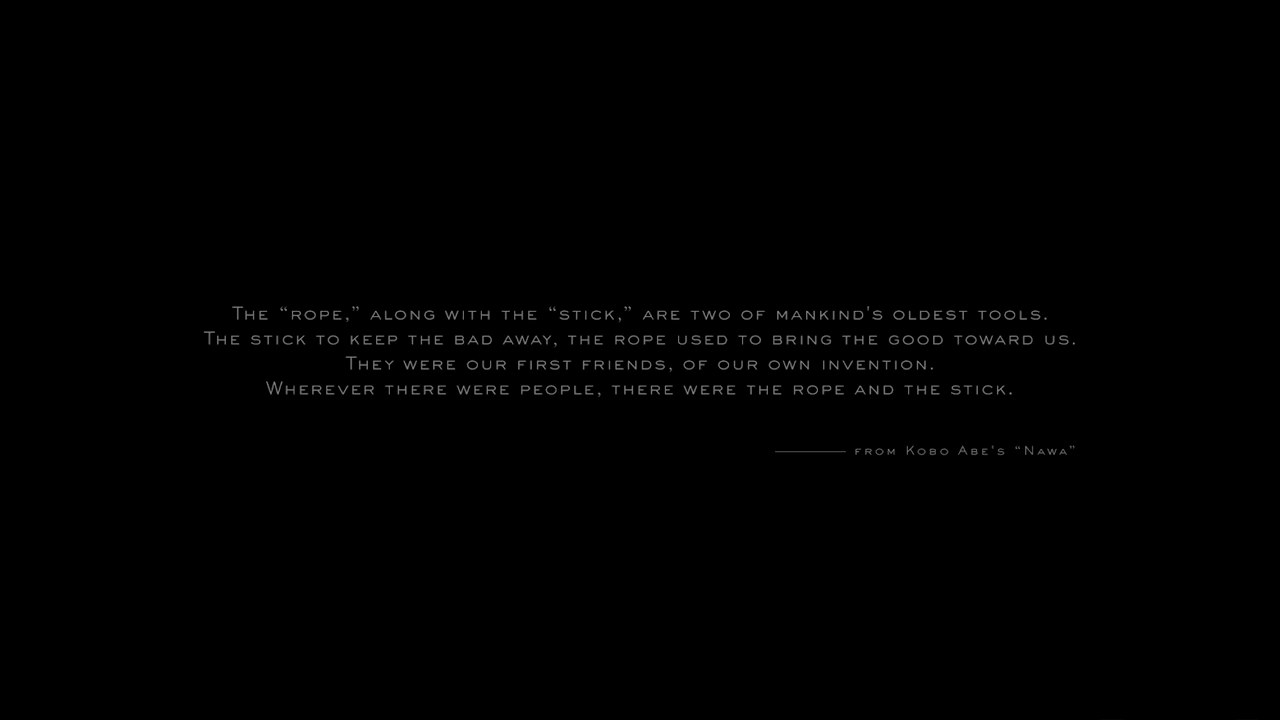 The “rope,” along with the “stick,” are two of mankind's oldest tools.
The stick to keep the bad away, the rope used to bring the good toward us.
They were our first friends, of our own invention.
Wherever there were people, there were the rope and the stick.
from Kobo Abe's “Nawa”